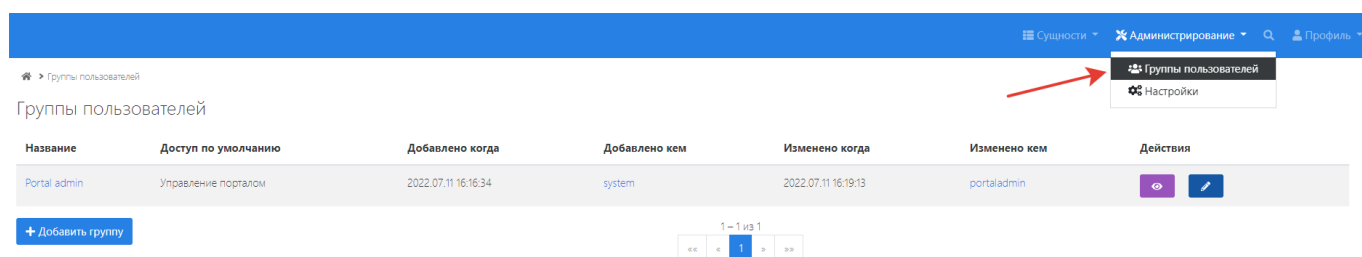 Сущности Администрирование Профиль
Группы пользователей
Настройки
Группы пользователей
Группы пользователей
Название Доступ по умолчанию Добавлено когда Добавлено кем Изменено когда Изменено кем Действия
Portal admin Управление порталом 2022.07.11 16:16:34 system 2022.07.11 16:19:13 portaladmin
Добавить группу
1 – 1 из 1
«« « 1 » »»